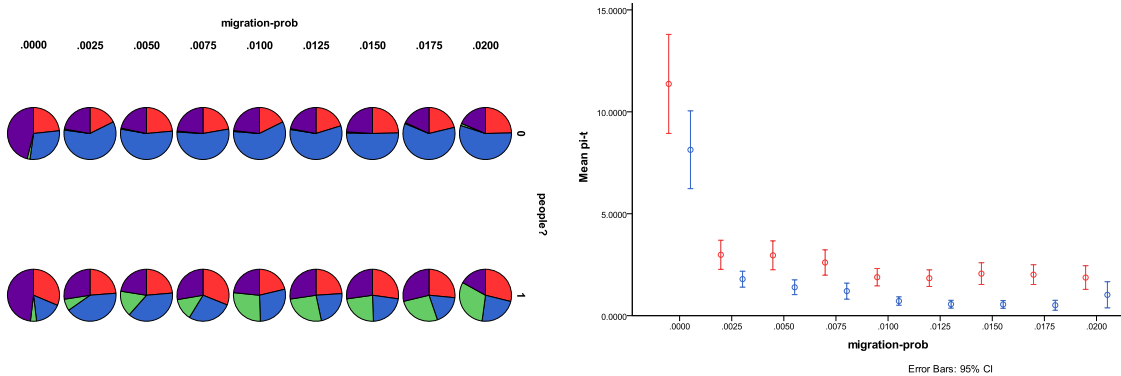 migration-prob
.0000 .0025 .0050 .0075 .0100 .0125 .0150 .0175 .0200
0
people?
1
15.0000
10.0000
5.0000
0.0000
Mean pi-t
.0000 .0025 .0050 .0075 .0100 .0125 .0150 .0175 .0200
migration-prob
Error Bars: 95% CI